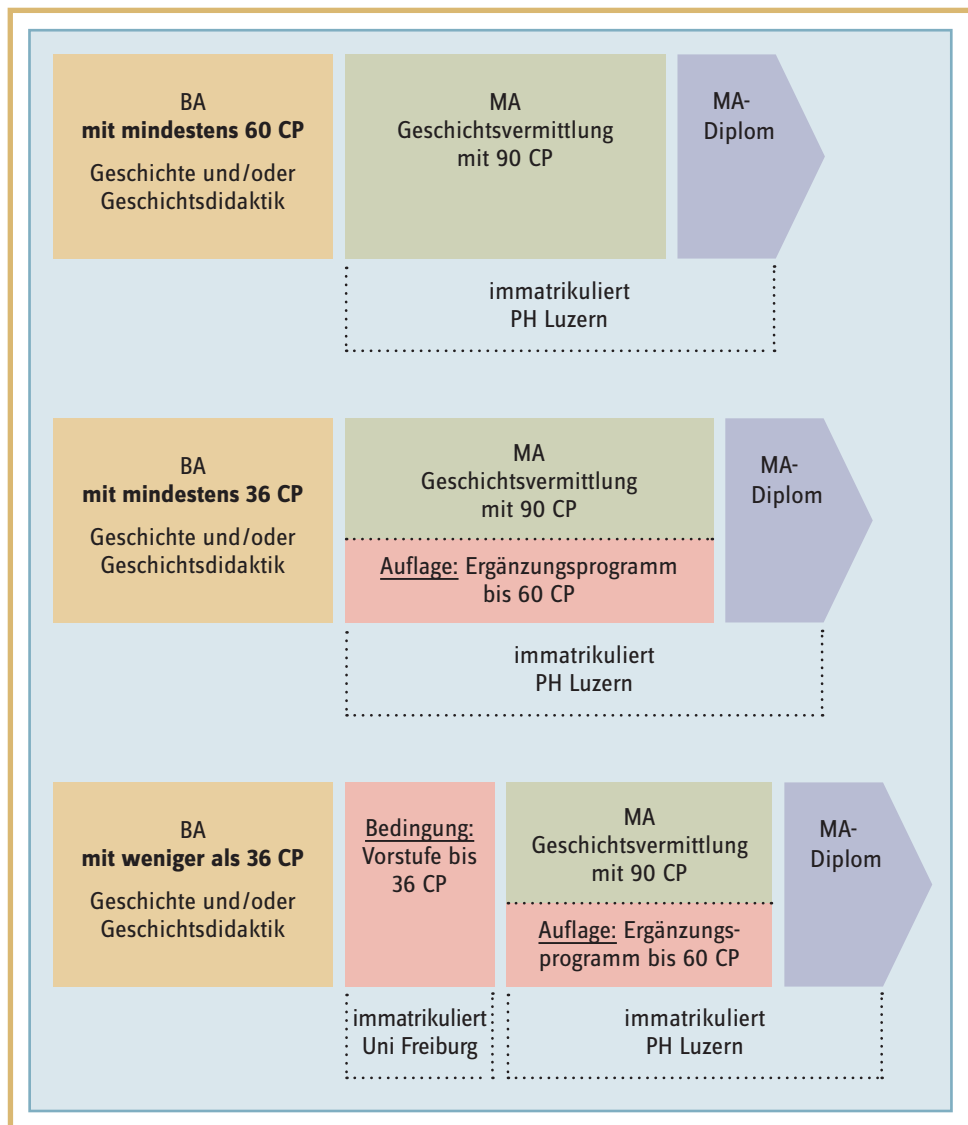 BA
mit mindestens 60 CP
Geschichte und/oder
Geschichtsdidaktik
MA
Geschichtsvermittlung
mit 90 CP
MA-
Diplom
immatrikuliert
PH Luzern
BA
mit mindestens 36 CP
Geschichte und/oder
Geschichtsdidaktik
MA
Geschichtsvermittlung
mit 90 CP
Auflage: Ergänzungsprogramm
bis 60 CP
MA-
Diplom
immatrikuliert
PH Luzern
BA
mit weniger als 36 CP
Geschichte und/oder
Geschichtsdidaktik
Bedingung:
Vorstufe bis
36 CP
MA
Geschichtsvermittlung
mit 90 CP
Auflage: Ergänzungs-
programm bis 60 CP
MA-
Diplom
immatrikuliert
Uni Freiburg
immatrikuliert
PH Luzern